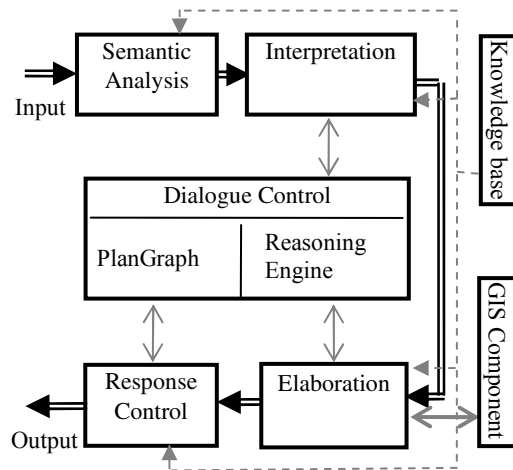 Semantic
Analysis
Interpretation
Input
Knowledge base
Dialogue Control
PlanGraph
Reasoning
Engine
GIS Component
Response
Control
Elaboration
Output